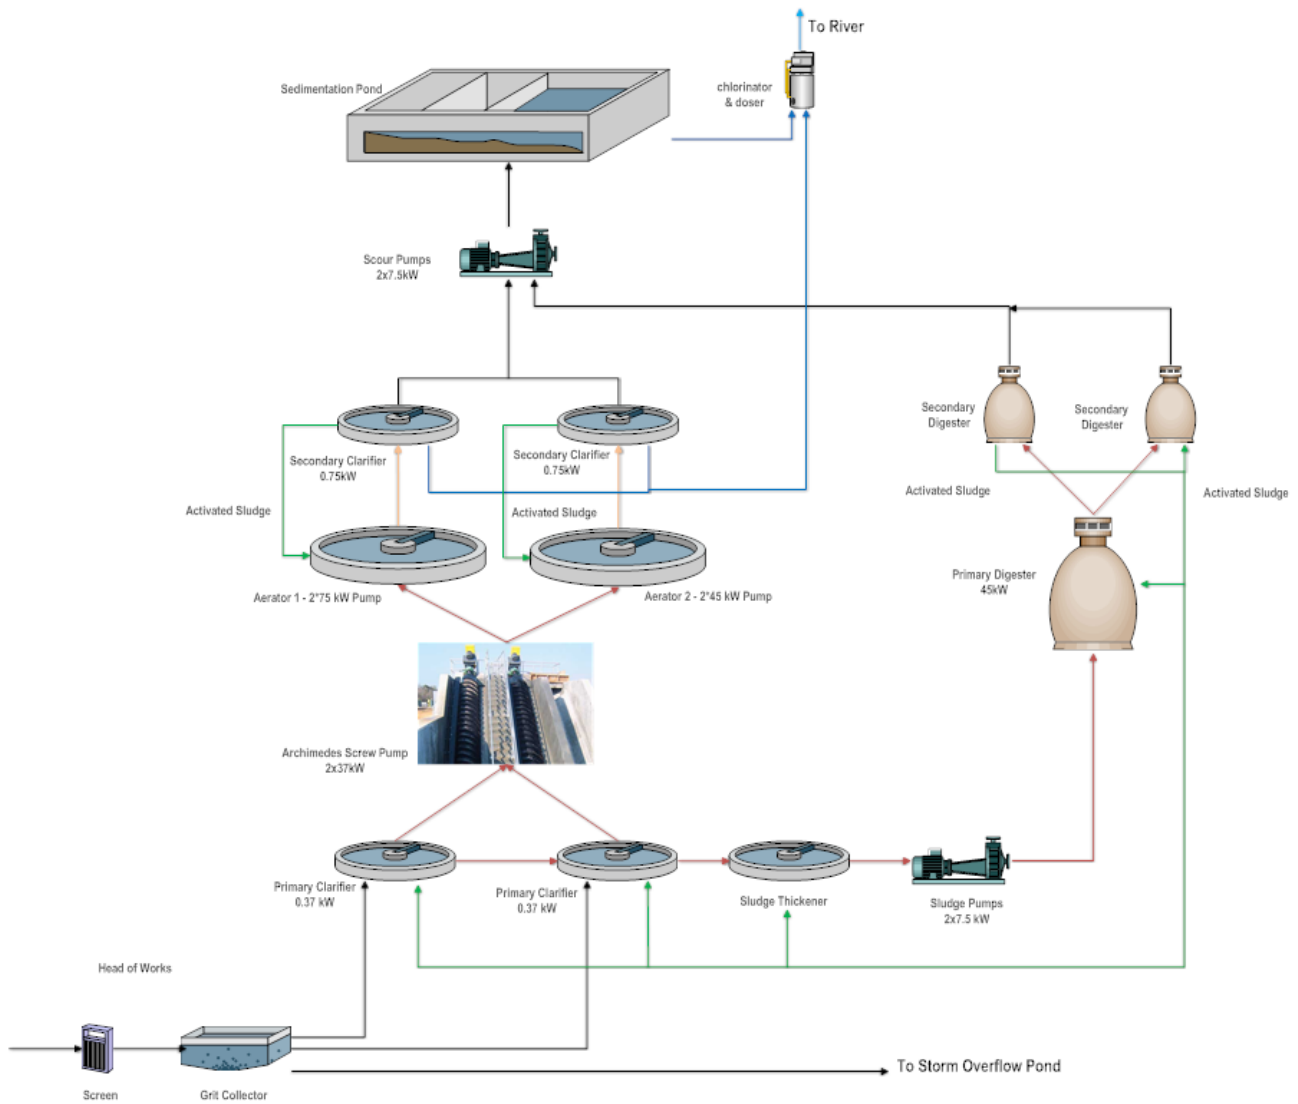 To River
Sedimentation Pond
chlorinator
& doser
Scour Pumps
2x7.5kW
Secondary
Digester
Secondary
Digester
Secondary Clarifier
0.75kW
Secondary Clarifier
0.75kW
Activated Sludge
Activated Sludge
Activated Sludge
Activated Sludge
Primary Digester
45kW
Aerator 1 - 2*75 kW Pump
Aerator 2 - 2*45 kW Pump
Archimedes Screw Pump
2x37kW
Primary Clarifier
0.37 kW
Primary Clarifier
0.37 kW
Sludge Thickener
Sludge Pumps
2x7.5 kW
Head of Works
To Storm Overflow Pond
Screen
Grit Collector